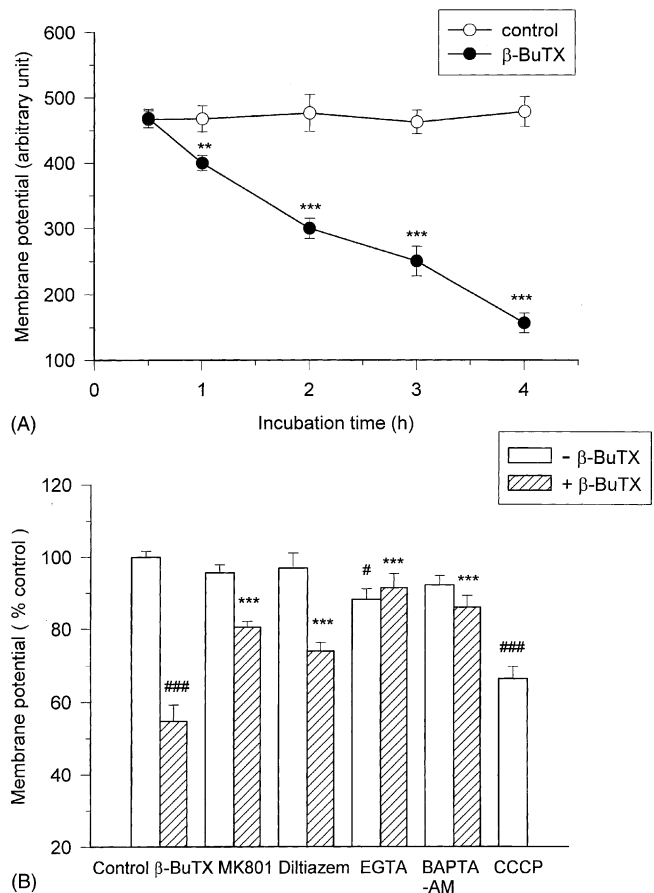 control
β-BuTX
600
500
400
300
200
100
Membrane potential (arbitrary unit)
**
***
***
***
0 1 2 3 4
Incubation time (h)
(A)
- β-BuTX
+ β-BuTX
120
100
80
60
40
20
Membrane potential ( % control )
###
***
***
#
***
***
###
Control β-BuTX MK801 Diltiazem EGTA BAPTA CCCP
-AM
(B)